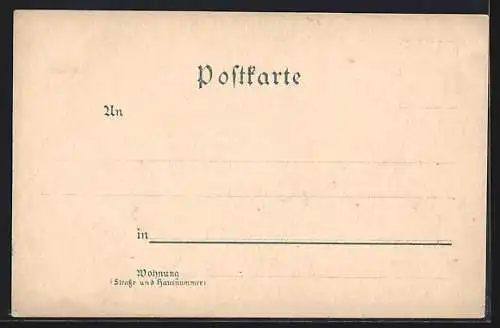 Postkarte
An
in
Wohnung
(Straße und Hausnummer)